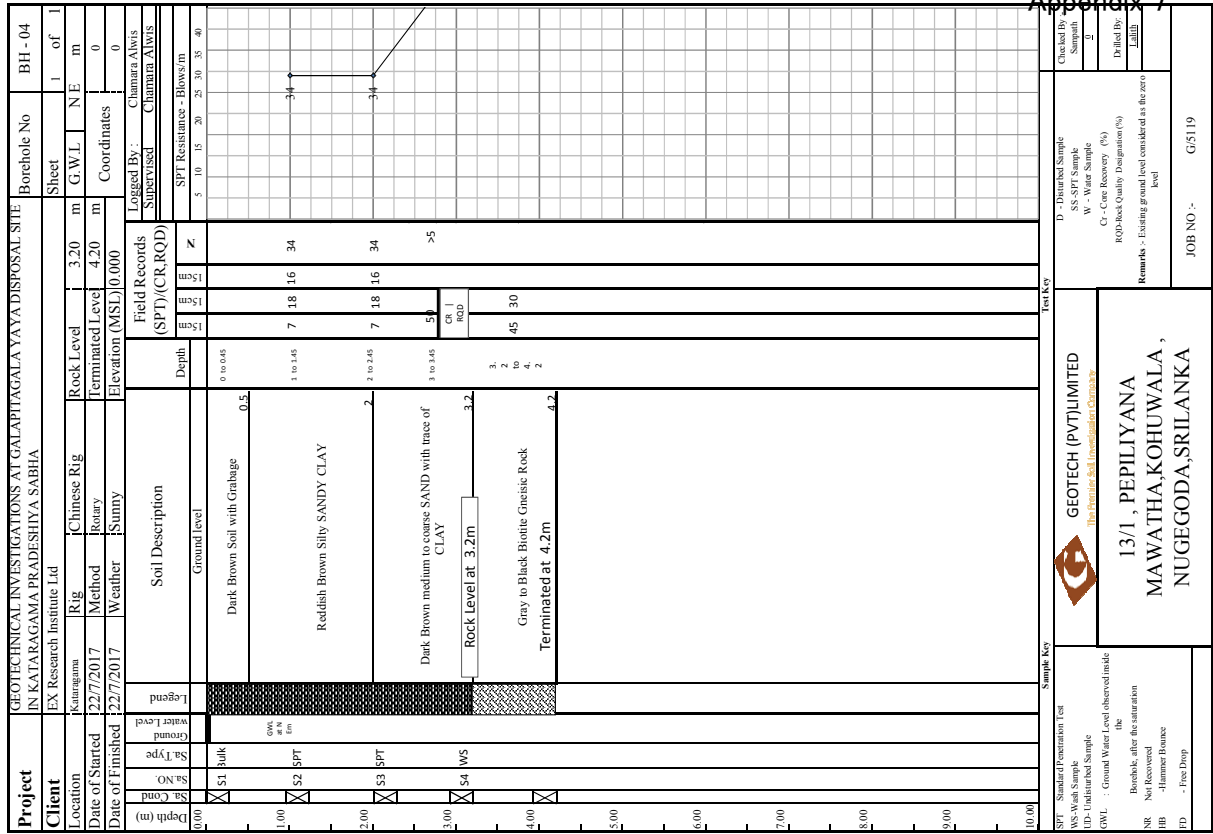 Appendix 7
Project
GEOTECHNICAL INVESTIGATIONS AT GALAPITAGALA YAYA DISPOSAL SITE
IN KATARAGAMA PRADESHIYA SABHA
Borehole No
BH - 04
Client
EX Research Institute Ltd
Sheet
1 of 1
Location
Kataragama
Rig
Chinese Rig
Rock Level
3.20 m
G.W.L
N E m
Date of Started
22/7/2017
Method
Rotary
Terminated Level
4.20 m
Coordinates
0
Date of Finished
22/7/2017
Weather
Sunny
Elevation (MSL)
0.000
0
Depth (m)
Sa. Cond
Sa.NO.
Sa.Type
Ground
water Level
Legend
Soil Description
Depth
Field Records
(SPT)/(CR,RQD)
15cm
15cm
15cm
N
Logged By :
Chamara Alwis
Supervised
Chamara Alwis
SPT Resistance - Blows/m
5 10 15 20 25 30 35 40
Ground level
0.00
S1
Bulk
Dark Brown Soil with Grabage
0.5
0 to 0.45
1.00
S2
SPT
GWL
at N
Em
Reddish Brown Silty SANDY CLAY
1 to 1.45
7
18
16
34
34
2.00
S3
SPT
2
2 to 2.45
7
18
16
34
34
3.00
S4
WS
Dark Brown medium to coarse SAND with trace of
CLAY
3 to 3.45
50
>5
Rock Level at 3.2m
3.2
CR |
RQD
Gray to Black Biotite Gneisic Rock
3.
2
to
4.
2
45
30
4.00
Terminated at 4.2m
4.2
5.00
6.00
7.00
8.00
9.00
10.00
Sample Key
Test Key
SPT Standard Penetration Test
WS-Wash Sample
UD- Undisturbed Sample
GWL : Ground Water Level observed inside
the
Borehole, after the saturation
NR Not Recovered
HB -Hammer Bounce
FD - Free Drop
GEOTECH (PVT)LIMITED
The Premier Soil Investigation Company
13/1 , PEPILIYANA
MAWATHA,KOHUWALA ,
NUGEGODA,SRILANKA
D - Disturbed Sample
SS -SPT Sample
W - Water Sample
Cr - Core Recovery (%)
RQD-Rock Quality Designation(%)
Remarks :- Existing ground level considered as the zero
level
JOB NO :- G/5119
Checked By :
Sampath
0
Drilled By:
Lalith